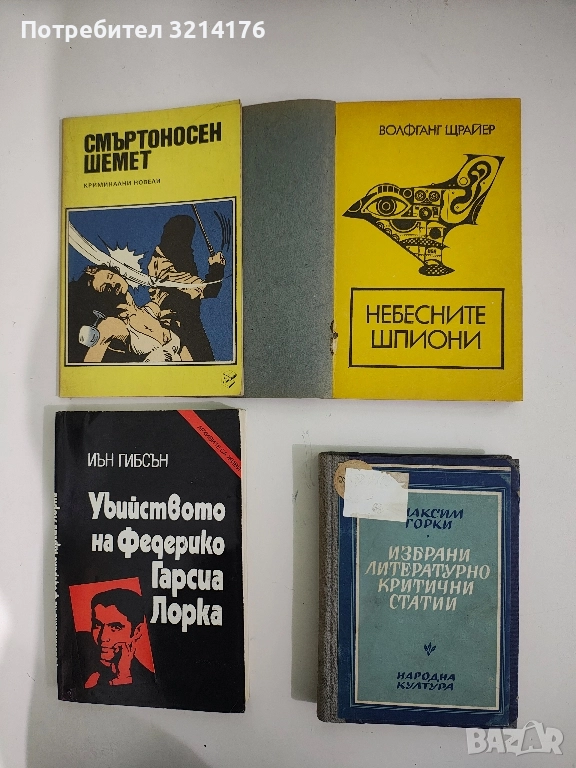 Потребител 3214176
СМЪРТОНОСЕН
ШЕМЕТ
КРИМИНАЛНИ НОВЕЛИ
ВОЛФГАНГ ЩРАЙЕР
НЕБЕСНИТЕ
ШПИОНИ
ИЪН ГИБСЪН
Убийството
на Федерико
Гарсиа
Лорка
МАКСИМ
ГОРКИ
ИЗБРАНИ
ЛИТЕРАТУРНО
КРИТИЧНИ
СТАТИИ
НАРОДНА
КУЛТУРА
BAZAR